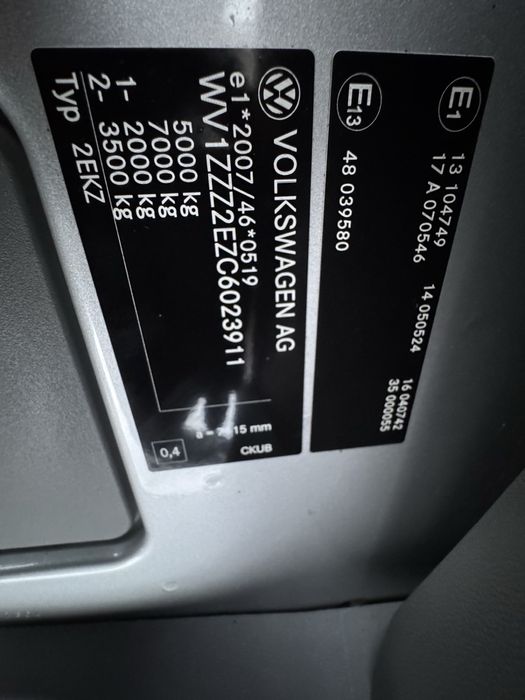 E1
13 104749
17 A 070546
14 050524
16 040742
35 000055
E13 48 039580
VOLKSWAGEN AG
e1*2007/46*0519
WV1ZZZ2EZC6023911
5000 kg
7000 kg
1- 2000 kg
2- 3500 kg
Typ 2EKZ
mm
CKUB
0,4